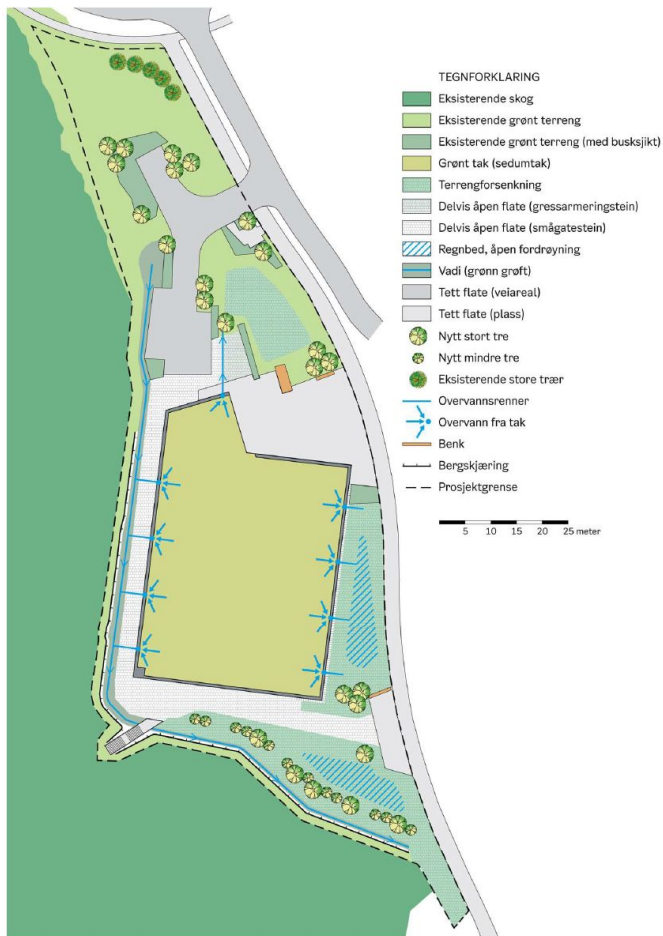 TEGNFORKLARING
Eksisterende skog
Eksisterende grønt terreng
Eksisterende grønt terreng (med busksjikt)
Grønt tak (sedumtak)
Terrengforsenkning
Delvis åpen flate (gressarmeringstein)
Delvis åpen flate (smågatestein)
Regnbed, åpen fordrøyning
Vadi (grønn grøft)
Tett flate (veiareal)
Tett flate (plass)
Nytt stort tre
Nytt mindre tre
Eksisterende store trær
Overvannsrenner
Overvann fra tak
Benk
Bergskjæring
Prosjektgrense
5 10 15 20 25 meter